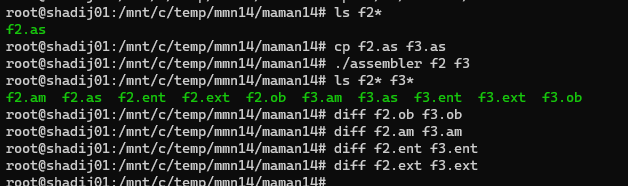 root@shadij01:/mnt/c/temp/mmn14/maman14# ls f2*
f2.as
root@shadij01:/mnt/c/temp/mmn14/maman14# cp f2.as f3.as
root@shadij01:/mnt/c/temp/mmn14/maman14# ./assembler f2 f3
root@shadij01:/mnt/c/temp/mmn14/maman14# ls f2* f3*
f2.am  f2.as  f2.ent  f2.ext  f2.ob  f3.am  f3.as  f3.ent  f3.ext  f3.ob
root@shadij01:/mnt/c/temp/mmn14/maman14# diff f2.ob f3.ob
root@shadij01:/mnt/c/temp/mmn14/maman14# diff f2.am f3.am
root@shadij01:/mnt/c/temp/mmn14/maman14# diff f2.ent f3.ent
root@shadij01:/mnt/c/temp/mmn14/maman14# diff f2.ext f3.ext
root@shadij01:/mnt/c/temp/mmn14/maman14#